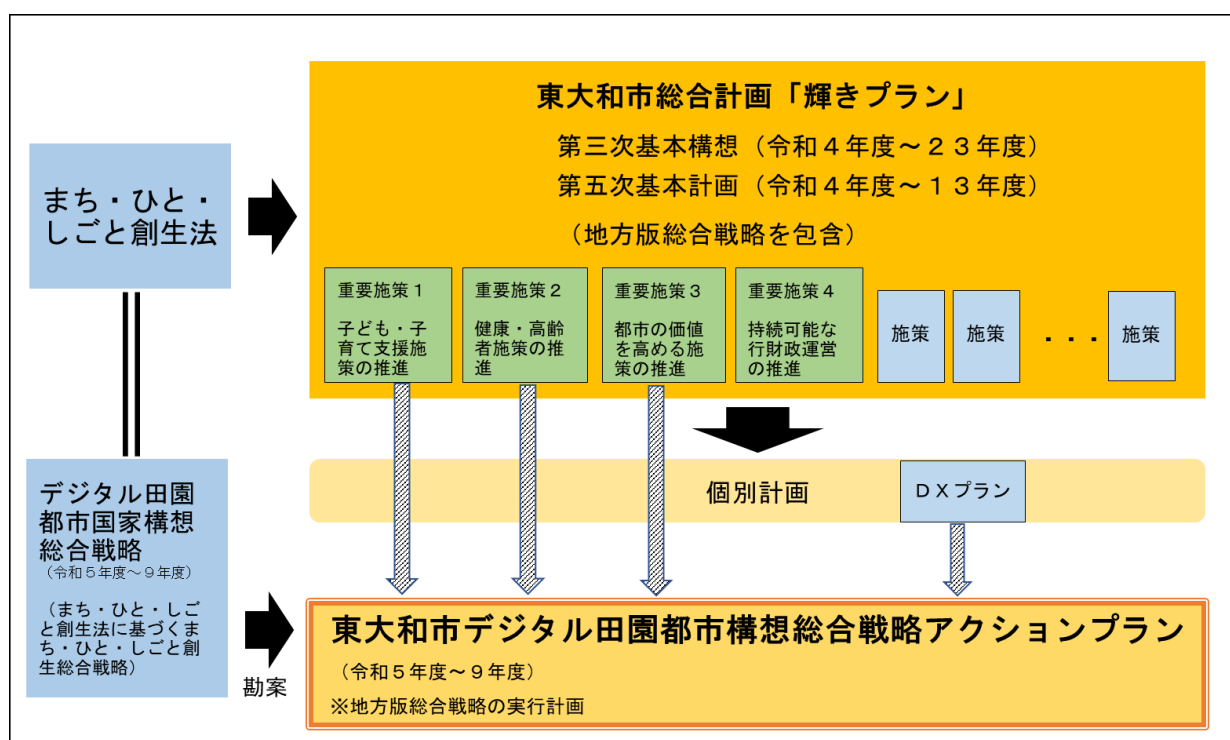 東大和市総合計画「輝きプラン」
第三次基本構想（令和４年度～２３年度）
第五次基本計画（令和４年度～１３年度）
（地方版総合戦略を包含）
まち・ひと・
しごと創生法
重要施策１
子ども・子
育て支援施
策の推進
重要施策２
健康・高齢
者施策の推
進
重要施策３
都市の価値
を高める施
策の推進
重要施策４
持続可能な
行財政運営
の推進
施策
施策
・・・
施策
個別計画
ＤＸプラン
デジタル田園
都市国家構想
総合戦略
（令和５年度～９年度）
（まち・ひと・しご
と創生法に基づくま
ち・ひと・しごと創
生総合戦略）
勘案
東大和市デジタル田園都市構想総合戦略アクションプラン
（令和５年度～９年度）
※地方版総合戦略の実行計画